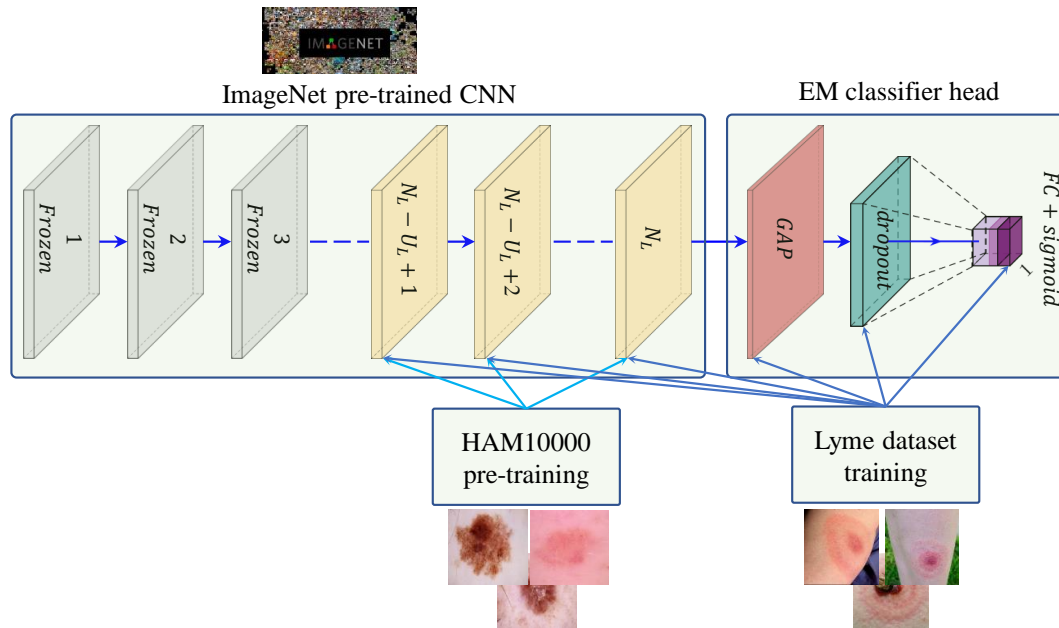 IMAGENET
ImageNet pre-trained CNN
EM classifier head
Frozen
1
Frozen
2
Frozen
3
N_L − U_L + 1
N_L − U_L + 2
N_L
GAP
dropout
FC + sigmoid
1
HAM10000
pre-training
Lyme dataset
training